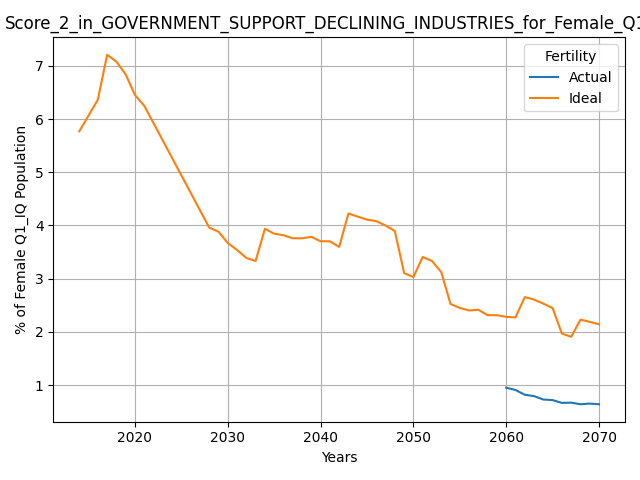 Score_2_in_GOVERNMENT_SUPPORT_DECLINING_INDUSTRIES_for_Female_Q1
Fertility
Actual
Ideal
% of Female Q1_IQ Population
7
6
5
4
3
2
1
2020 2030 2040 2050 2060 2070
Years